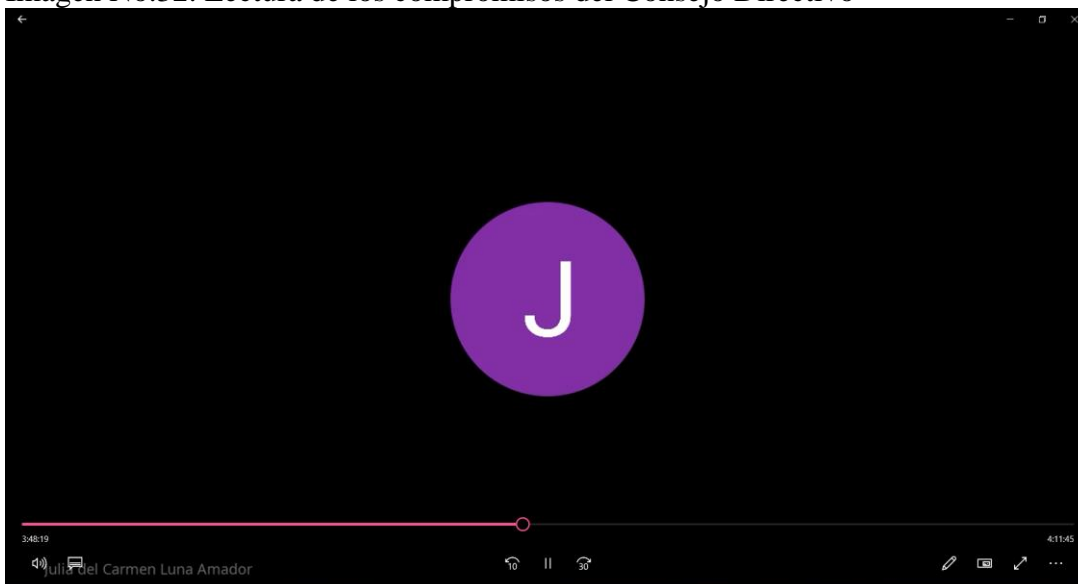 Imagen No.32. Lectura de los compromisos del Consejo Directivo
J
3:48:19
4:11:45
Julia del Carmen Luna Amador
10
30